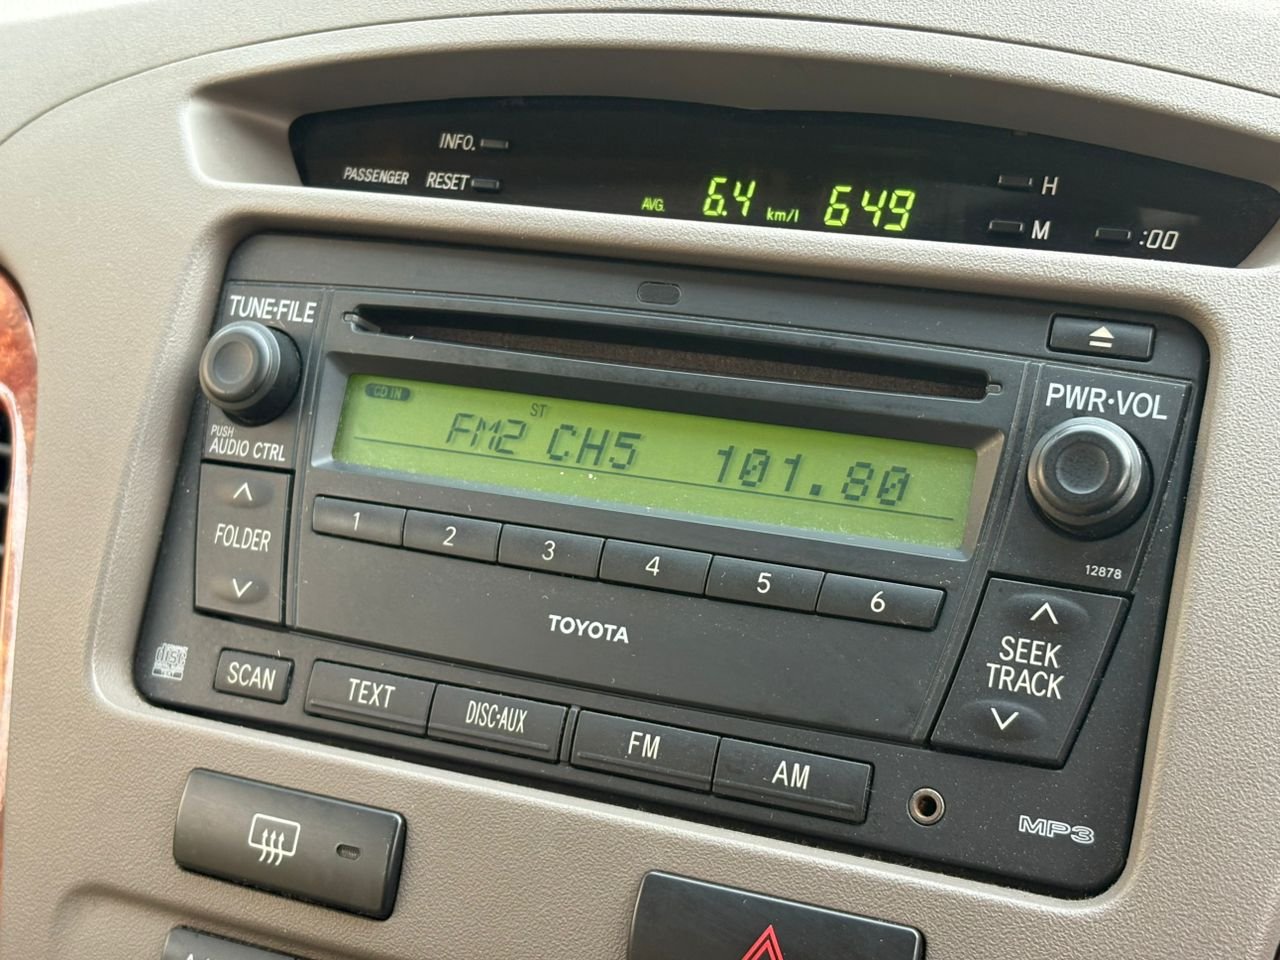 INFO.
PASSENGER RESET
AVG. 6.4 km/l 649
H
M :00
TUNE•FILE
PUSH
AUDIO CTRL
CD IN
ST
FM2 CH5 101.80
PWR•VOL
FOLDER
1 2 3 4 5 6
12878
TOYOTA
SEEK
TRACK
disc
TEXT
SCAN TEXT DISC•AUX FM AM
MP3